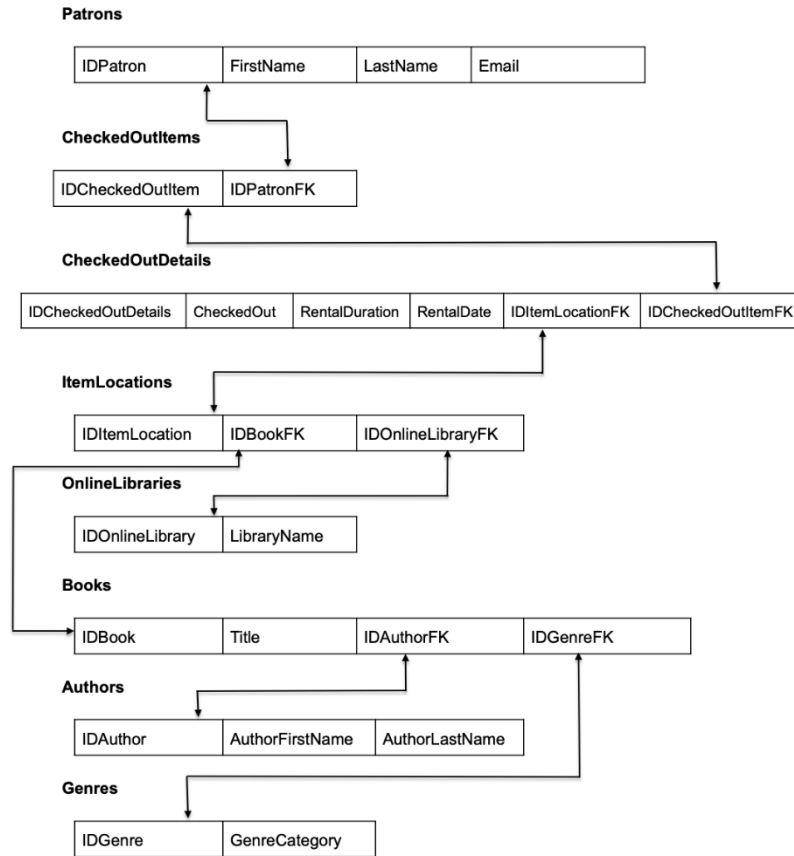 Patrons
IDPatron FirstName LastName Email
CheckedOutItems
IDCheckedOutItem IDPatronFK
CheckedOutDetails
IDCheckedOutDetails CheckedOut RentalDuration RentalDate IDItemLocationFK IDCheckedOutItemFK
ItemLocations
IDItemLocation IDBookFK IDOnlineLibraryFK
OnlineLibraries
IDOnlineLibrary LibraryName
Books
IDBook Title IDAuthorFK IDGenreFK
Authors
IDAuthor AuthorFirstName AuthorLastName
Genres
IDGenre GenreCategory